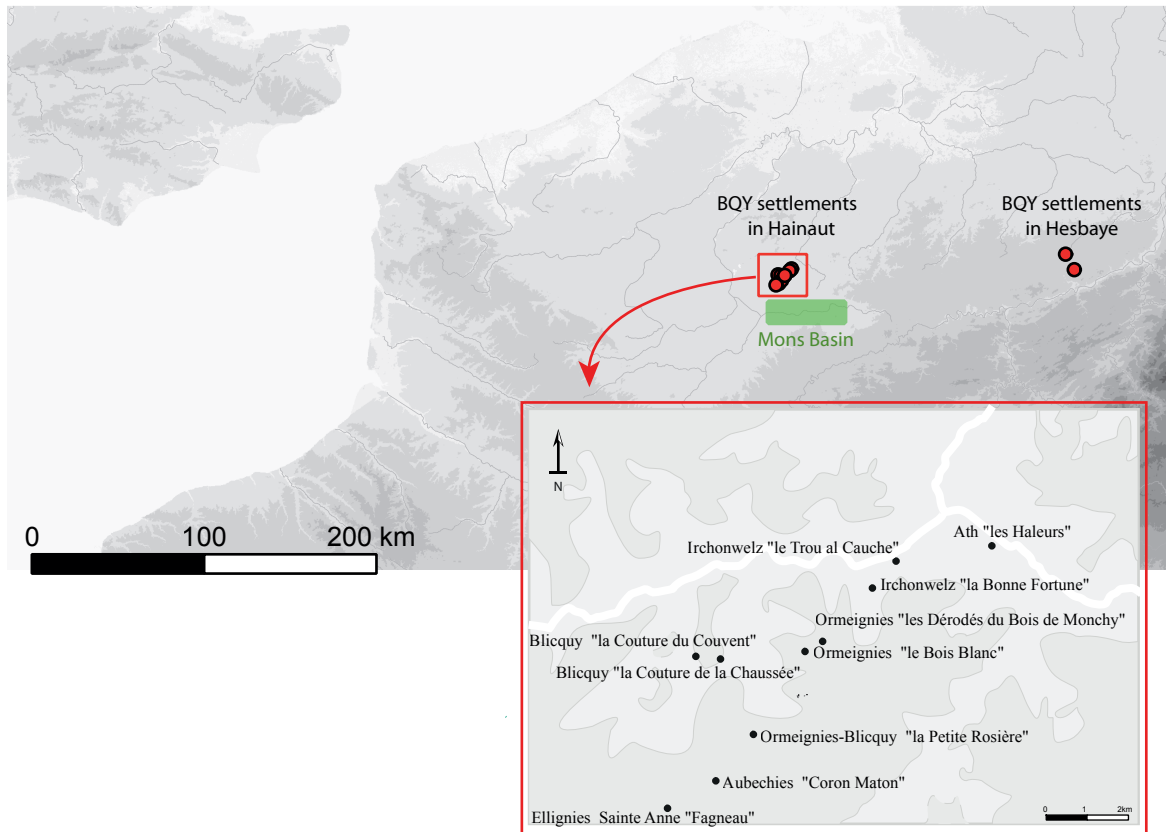 BQY settlements
in Hainaut
BQY settlements
in Hesbaye
Mons Basin
0 100 200 km
N
Ath "les Haleurs"
Irchonwelz "le Trou al Cauche"
Irchonwelz "la Bonne Fortune"
Ormeignies "les Dérodés du Bois de Monchy"
Blicquy "la Couture du Couvent"
Ormeignies "le Bois Blanc"
Blicquy "la Couture de la Chaussée"
Ormeignies-Blicquy "la Petite Rosière"
Aubechies "Coron Maton"
Ellignies Sainte Anne "Fagneau"
0 1 2km